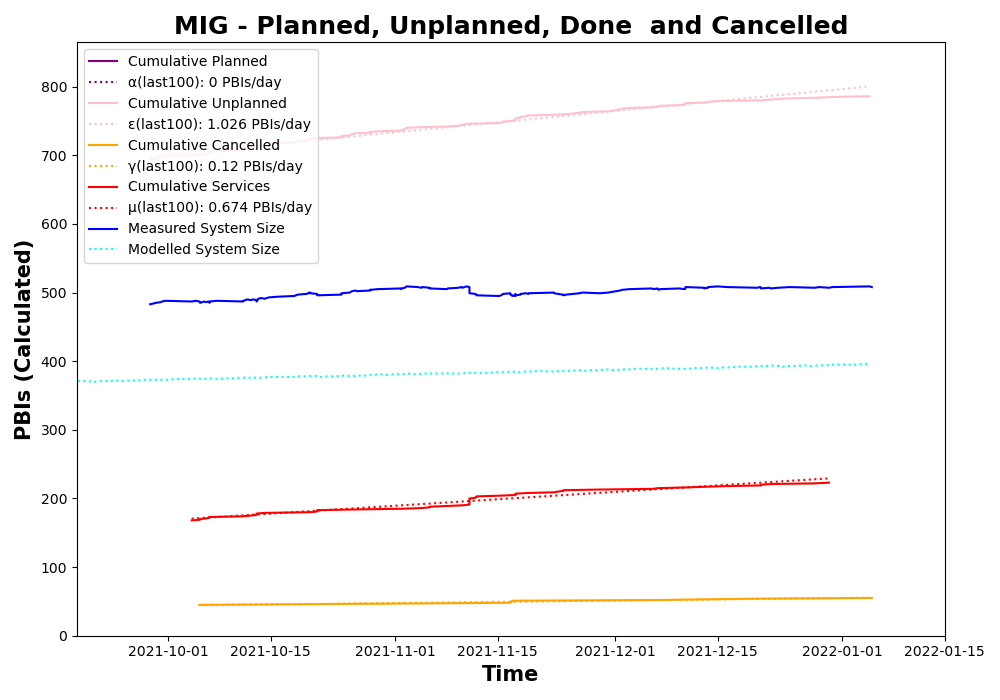 MIG - Planned, Unplanned, Done  and Cancelled
Cumulative Planned
α(last100): 0 PBIs/day
Cumulative Unplanned
ε(last100): 1.026 PBIs/day
Cumulative Cancelled
γ(last100): 0.12 PBIs/day
Cumulative Services
μ(last100): 0.674 PBIs/day
Measured System Size
Modelled System Size
PBIs (Calculated)
800
700
600
500
400
300
200
100
0
2021-10-01 2021-10-15 2021-11-01 2021-11-15 2021-12-01 2021-12-15 2022-01-01 2022-01-15
Time